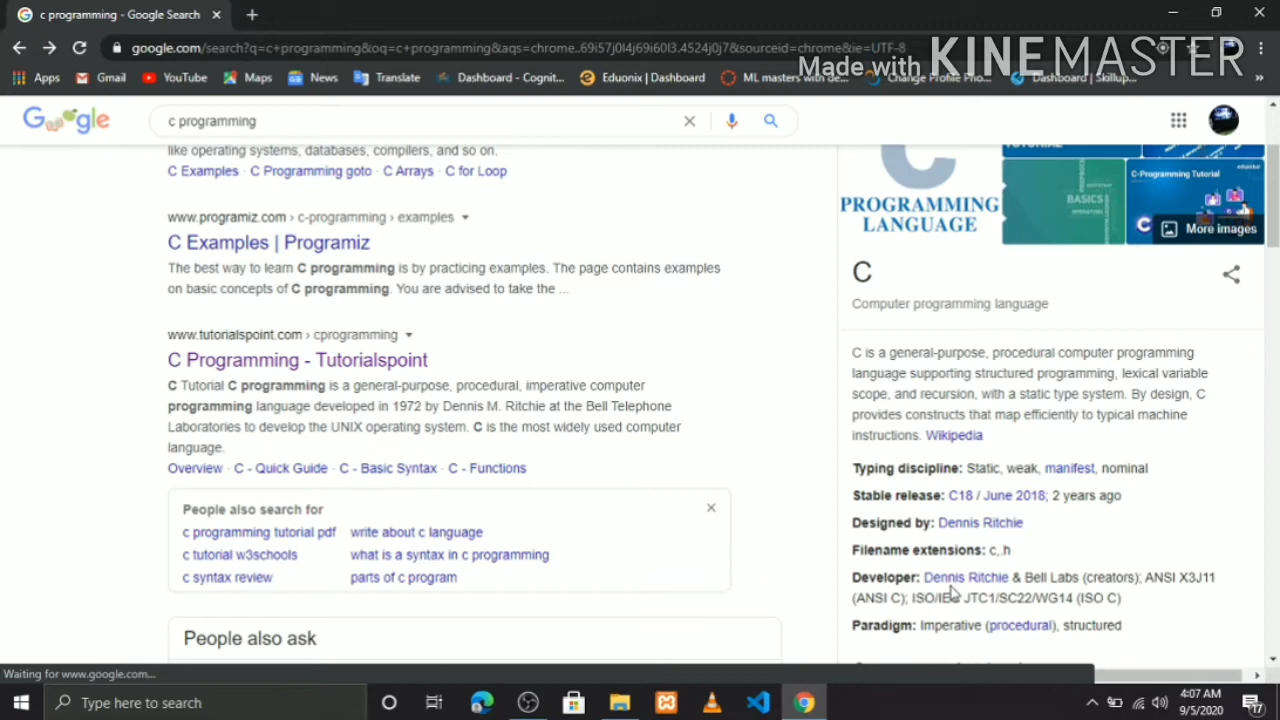 c programming - Google Search
google.com/search?q=c+programming&oq=c+programming&aqs=chrome..69i57j0l4j69i60l3.4524j0j7&sourceid=chrome&ie=UTF-8
Made with KINEMASTER
Apps Gmail YouTube Maps News Translate Dashboard - Cognit... Eduonix | Dashboard ML masters with de... Change Profile Pho... Dashboard | Skillup...
Google
c programming
like operating systems, databases, compilers, and so on.
C Examples · C Programming goto · C Arrays · C for Loop
www.programiz.com › c-programming › examples
C Examples | Programiz
The best way to learn C programming is by practicing examples. The page contains examples
on basic concepts of C programming. You are advised to take the ...
www.tutorialspoint.com › cprogramming
C Programming - Tutorialspoint
C Tutorial C programming is a general-purpose, procedural, imperative computer
programming language developed in 1972 by Dennis M. Ritchie at the Bell Telephone
Laboratories to develop the UNIX operating system. C is the most widely used computer
language.
Overview · C - Quick Guide · C - Basic Syntax · C - Functions
People also search for
c programming tutorial pdf write about c language
c tutorial w3schools what is a syntax in c programming
c syntax review parts of c program
People also ask
C
PROGRAMMING
LANGUAGE
TUTORIAL
BASICS
C-Programming Tutorial
eduonix
C
More images
C
Computer programming language
C is a general-purpose, procedural computer programming
language supporting structured programming, lexical variable
scope, and recursion, with a static type system. By design, C
provides constructs that map efficiently to typical machine
instructions. Wikipedia
Typing discipline: Static, weak, manifest, nominal
Stable release: C18 / June 2018; 2 years ago
Designed by: Dennis Ritchie
Filename extensions: c,.h
Developer: Dennis Ritchie & Bell Labs (creators); ANSI X3J11
(ANSI C); ISO/IEC JTC1/SC22/WG14 (ISO C)
Paradigm: Imperative (procedural), structured
Waiting for www.google.com...
Type here to search
4:07 AM
9/5/2020
17